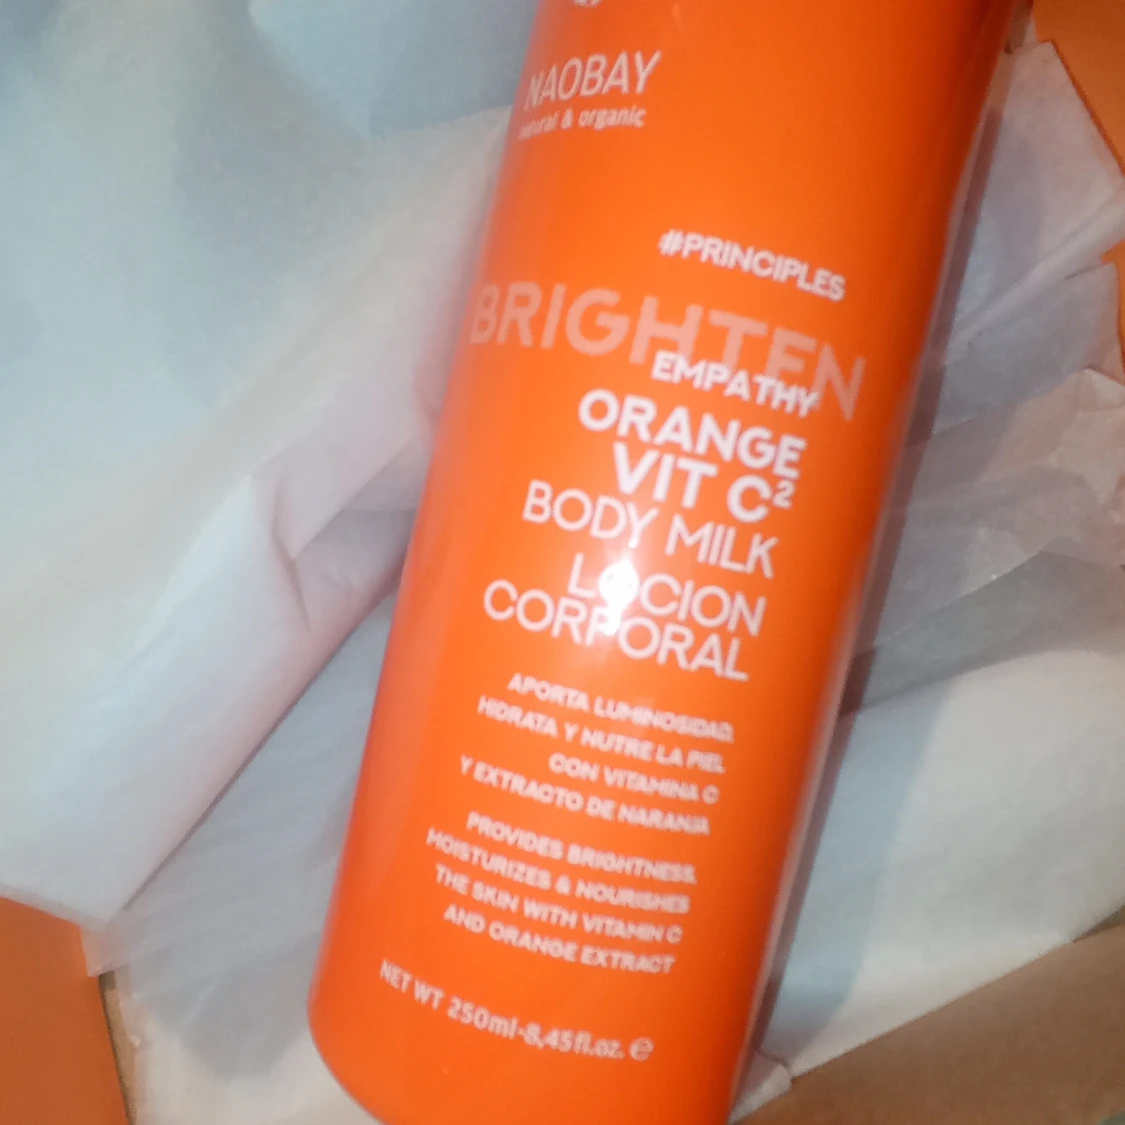 NAOBAY
natural & organic
#PRINCIPLES
BRIGHTEN
EMPATHY
ORANGE
VIT C²
BODY MILK
LOCION
CORPORAL
APORTA LUMINOSIDAD,
HIDRATA Y NUTRE LA PIEL
CON VITAMINA C
Y EXTRACTO DE NARANJA
PROVIDES BRIGHTNESS,
MOISTURIZES & NOURISHES
THE SKIN WITH VITAMIN C
AND ORANGE EXTRACT
NET WT 250ml-8,45fl.oz. ℮